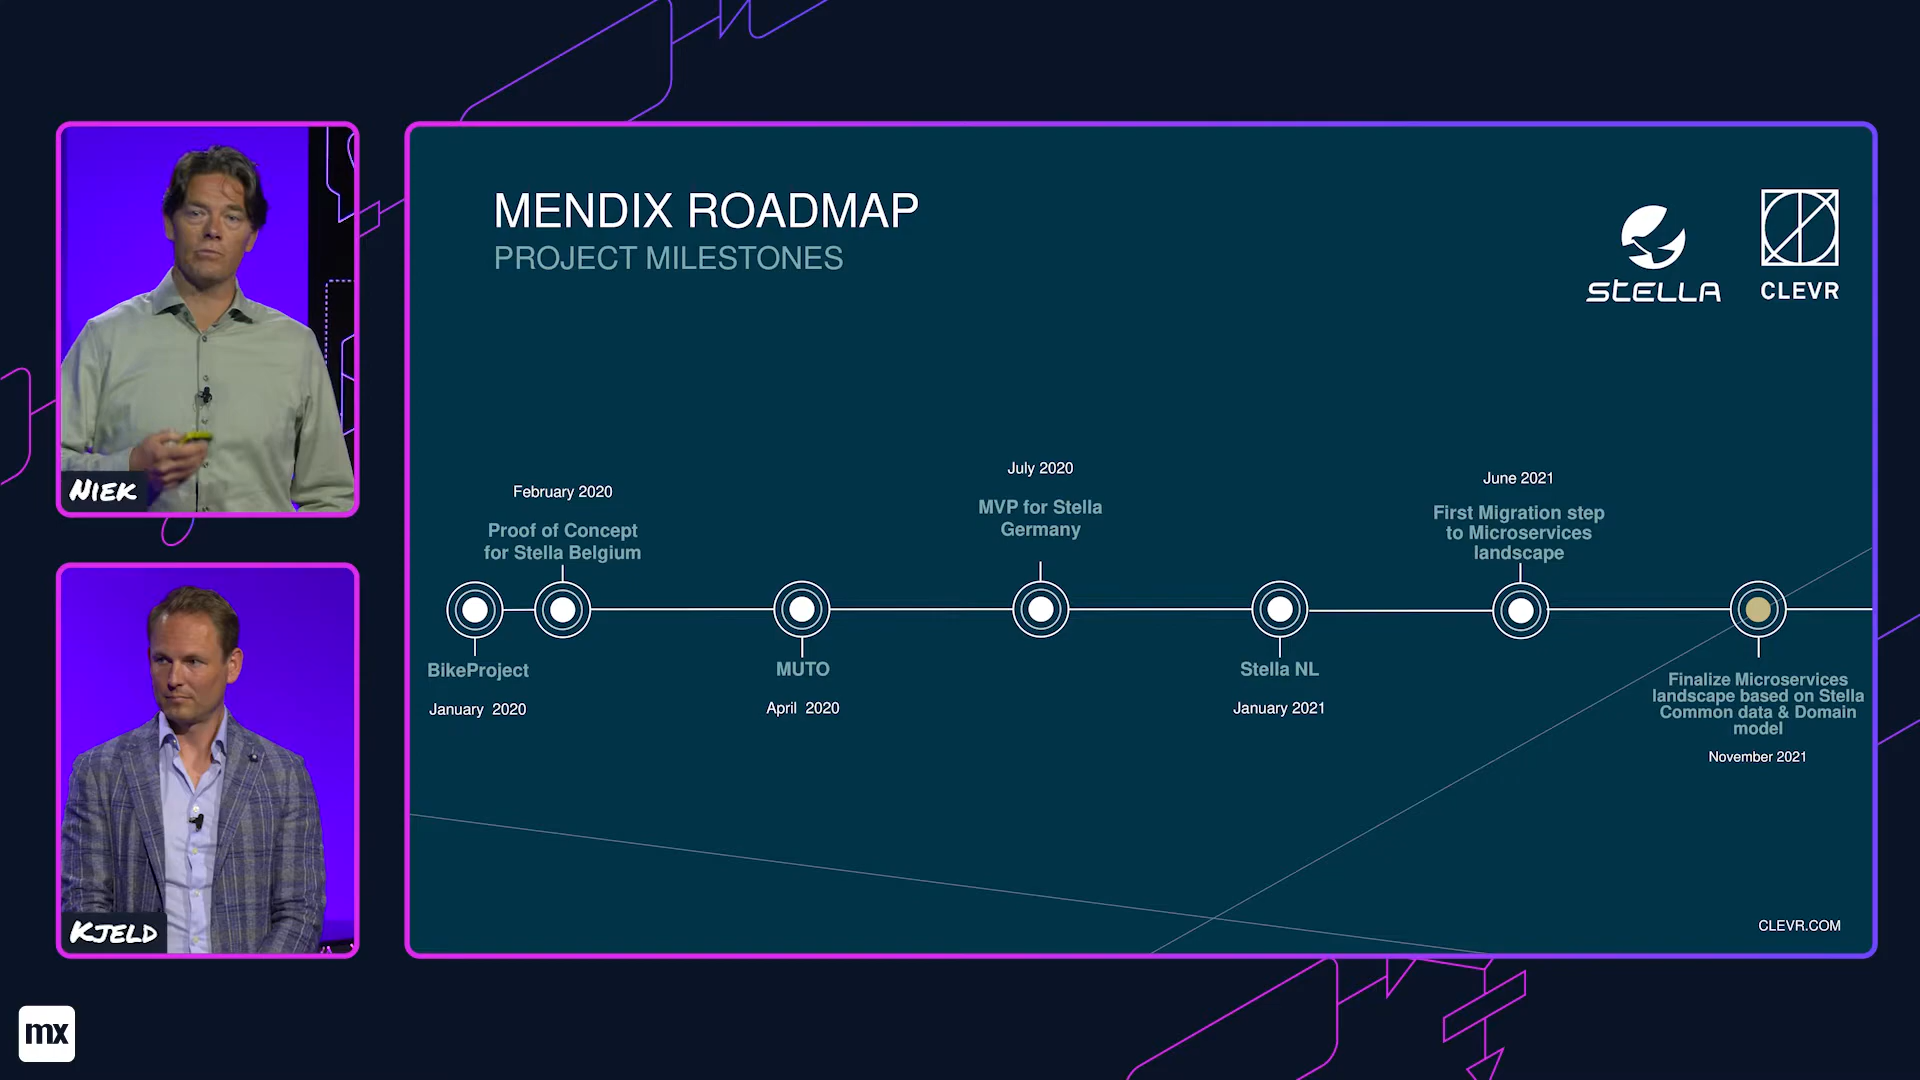 MENDIX ROADMAP
PROJECT MILESTONES
STELLA
CLEVR
NIEK
KJELD
BikeProject
January 2020
February 2020
Proof of Concept
for Stella Belgium
MUTO
April 2020
July 2020
MVP for Stella
Germany
Stella NL
January 2021
June 2021
First Migration step
to Microservices
landscape
Finalize Microservices
landscape based on Stella
Common data & Domain
model
November 2021
CLEVR.COM
mx